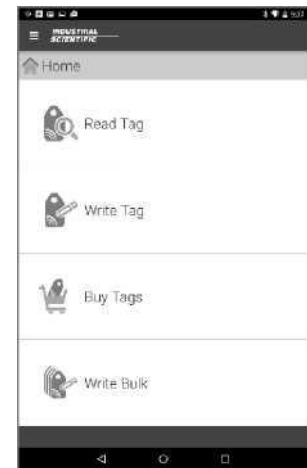 INDUSTRIAL
SCIENTIFIC
Home
Read Tag
Write Tag
Buy Tags
Write Bulk